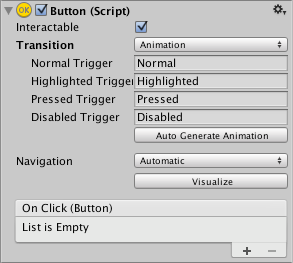 OK Button (Script)
Interactable
Transition Animation
Normal Trigger Normal
Highlighted Trigger Highlighted
Pressed Trigger Pressed
Disabled Trigger Disabled
Auto Generate Animation
Navigation Automatic
Visualize
On Click (Button)
List is Empty
+ −